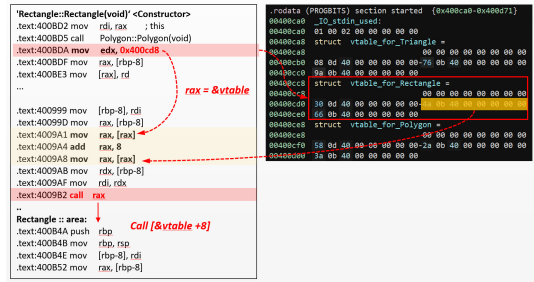 'Rectangle::Rectangle(void)' <Constructor>
.text:400BD2 mov rdi, rax ; this
.text:400BD5 call Polygon::Polygon(void)
.text:400BDA mov edx, 0x400cd8
.text:400BDF mov rax, [rbp-8]
.text:400BE3 mov [rax], rd
...
rax = &vtable
.text:400999 mov [rbp-8], rdi
.text:40099D mov rax, [rbp-8]
.text:4009A1 mov rax, [rax]
.text:4009A4 add rax, 8
.text:4009A8 mov rax, [rax]
.text:4009AB mov rdx, [rbp-8]
.text:4009AF mov rdi, rdx
.text:4009B2 call rax
..
Call [&vtable +8]
Rectangle :: area:
.text:400B4A push rbp
.text:400B4B mov rbp, rsp
.text:400B4E mov [rbp-8], rdi
.text:400B52 mov rax, [rbp-8]
.rodata (PROGBITS) section started {0x400ca0-0x400d71}
00400ca0 _IO_stdin_used:
00400ca0 01 00 02 00 00 00 00 00
00400ca8 struct vtable_for_Triangle =
00400ca8 00 00 00 00 00 00 00 00
00400cb0 08 0d 40 00 00 00 00 00-76 0b 40 00 00 00 00 00
00400cc0 9a 0b 40 00 00 00 00 00
00400cc8 struct vtable_for_Rectangle =
00400cc8 00 00 00 00 00 00 00 00
00400cd0 30 0d 40 00 00 00 00 00-4a 0b 40 00 00 00 00 00
00400ce0 66 0b 40 00 00 00 00 00
00400ce8 struct vtable_for_Polygon =
00400ce8 00 00 00 00 00 00 00 00
00400cf0 58 0d 40 00 00 00 00 00-2a 0b 40 00 00 00 00 00
00400d00 3a 0b 40 00 00 00 00 00